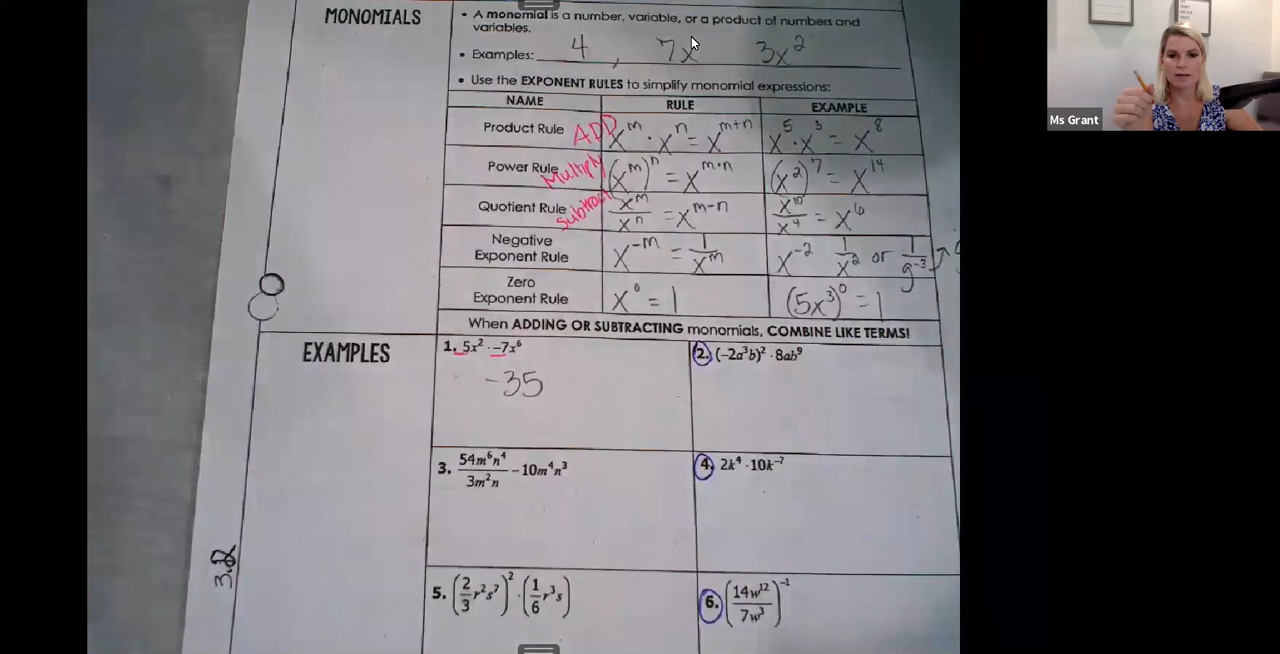 MONOMIALS
• A monomial is a number, variable, or a product of numbers and
variables.
• Examples: 4 , 7x 3x²
• Use the EXPONENT RULES to simplify monomial expressions:
NAME RULE EXAMPLE
Product Rule ADD xᵐ · xⁿ = xᵐ⁺ⁿ x⁵ · x³ = x⁸
Power Rule Multiply (xᵐ)ⁿ = xᵐ·ⁿ (x²)⁷ = x¹⁴
Quotient Rule Subtract xᵐ/xⁿ = xᵐ⁻ⁿ x¹⁰/x⁴ = x⁶
Negative
Exponent Rule x⁻ᵐ = 1/xᵐ x⁻² 1/x² or 1/g⁻³
Zero
Exponent Rule x⁰ = 1 (5x³)⁰ = 1
When ADDING OR SUBTRACTING monomials, COMBINE LIKE TERMS!
EXAMPLES
1. 5x² · −7x⁶
-35
2. (−2a³b)² · 8ab⁹
3. 54m⁶n⁴/3m²n − 10m⁴n³
4. 2k⁴ · 10k⁻⁷
5. (2/3 r²s⁷)² · (1/6 r³s)
6. (14w¹²/7w³)⁻¹
3.2
Ms Grant